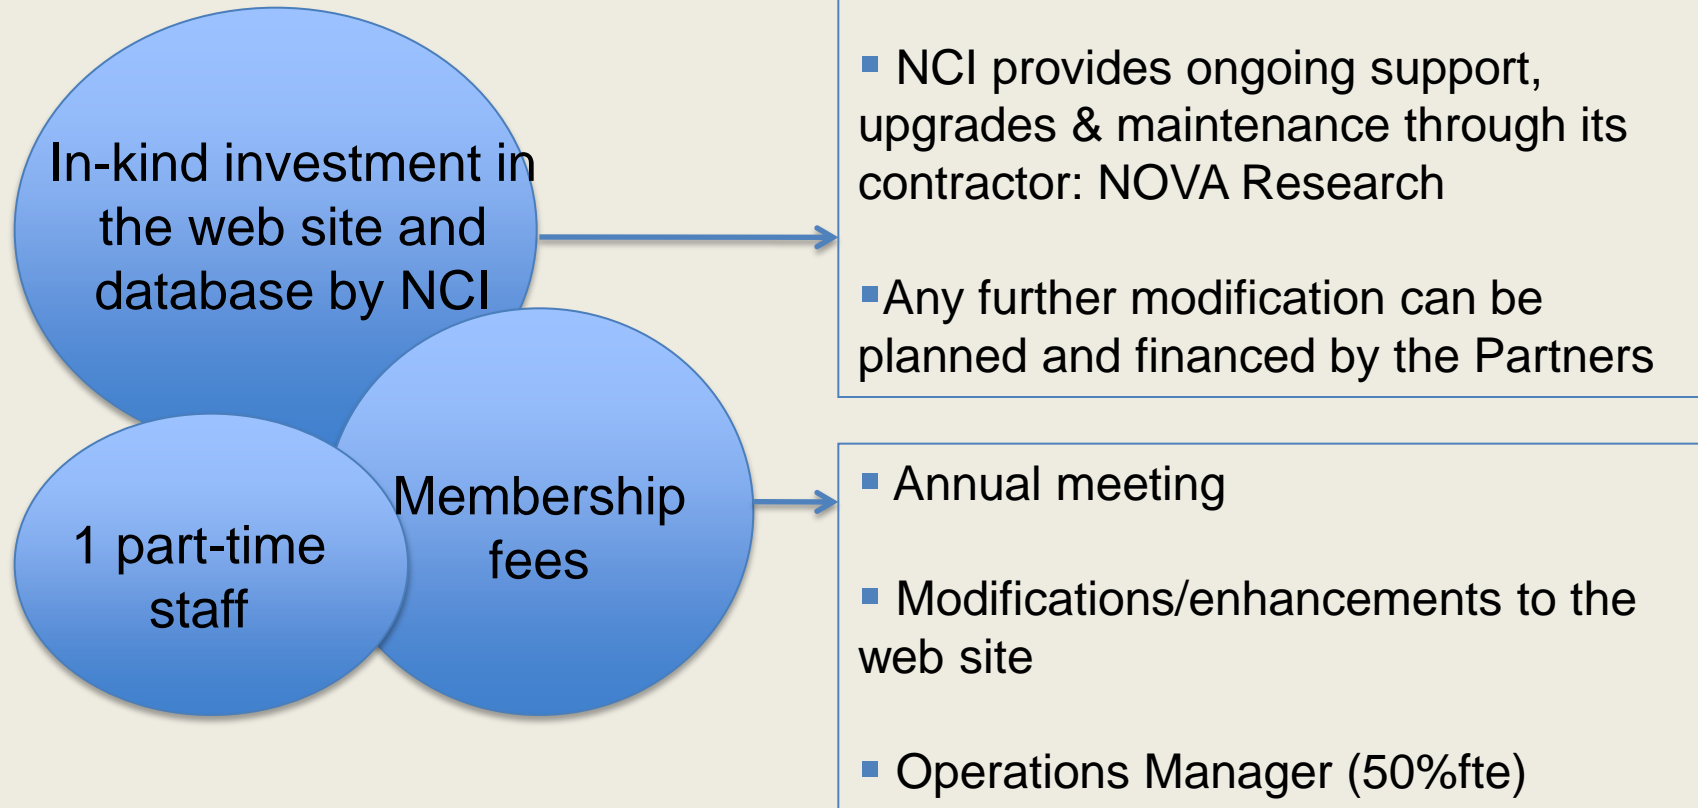 In-kind investment in
the web site and
database by NCI
Membership
fees
1 part-time
staff
▪ NCI provides ongoing support,
upgrades & maintenance through its
contractor: NOVA Research
▪Any further modification can be
planned and financed by the Partners
▪ Annual meeting
▪ Modifications/enhancements to the
web site
▪ Operations Manager (50%fte)